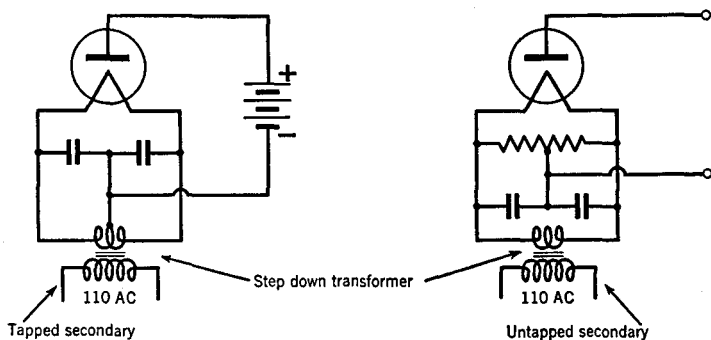 +
−
Step down transformer
110 AC
110 AC
Tapped secondary
Untapped secondary